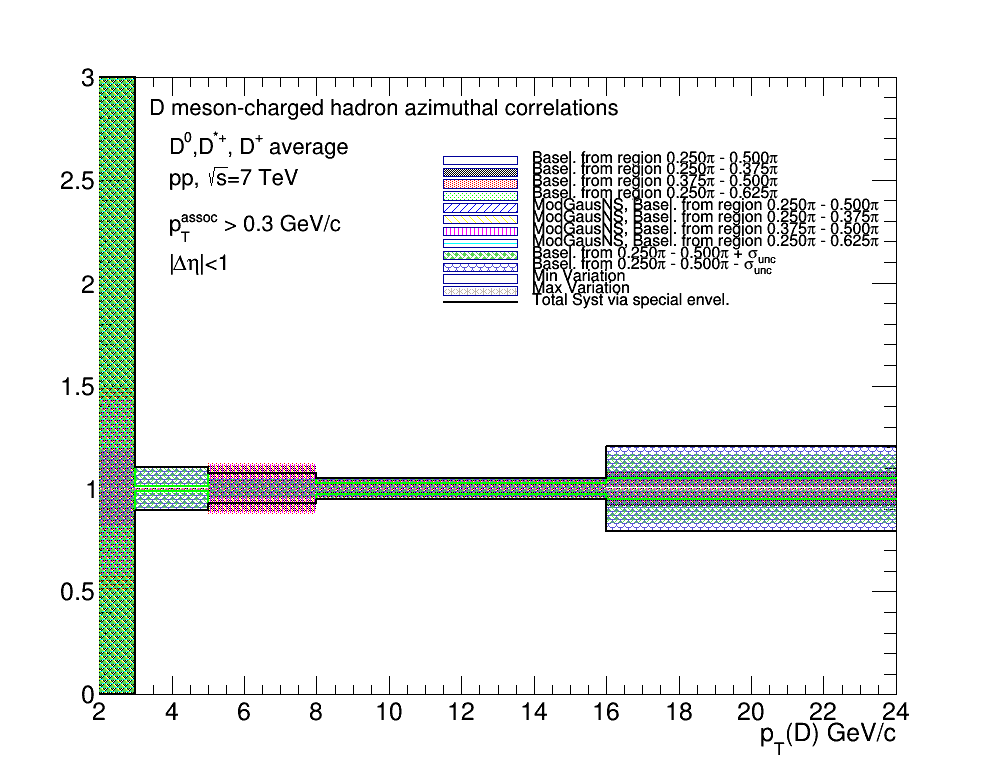 D meson-charged hadron azimuthal correlations
D⁰,D*⁺, D⁺ average
pp, √s=7 TeV
p_T^assoc > 0.3 GeV/c
|Δη|<1
Basel. from region 0.250π - 0.500π
Basel. from region 0.250π - 0.375π
Basel. from region 0.375π - 0.500π
Basel. from region 0.250π - 0.625π
ModGausNS, Basel. from region 0.250π - 0.500π
ModGausNS, Basel. from region 0.250π - 0.375π
ModGausNS, Basel. from region 0.375π - 0.500π
ModGausNS, Basel. from region 0.250π - 0.625π
Basel. from 0.250π - 0.500π + σ_unc
Basel. from 0.250π - 0.500π - σ_unc
Min Variation
Max Variation
Total Syst via special envel.
3
2.5
2
1.5
1
0.5
0
2 4 6 8 10 12 14 16 18 20 22 24
p_T(D) GeV/c